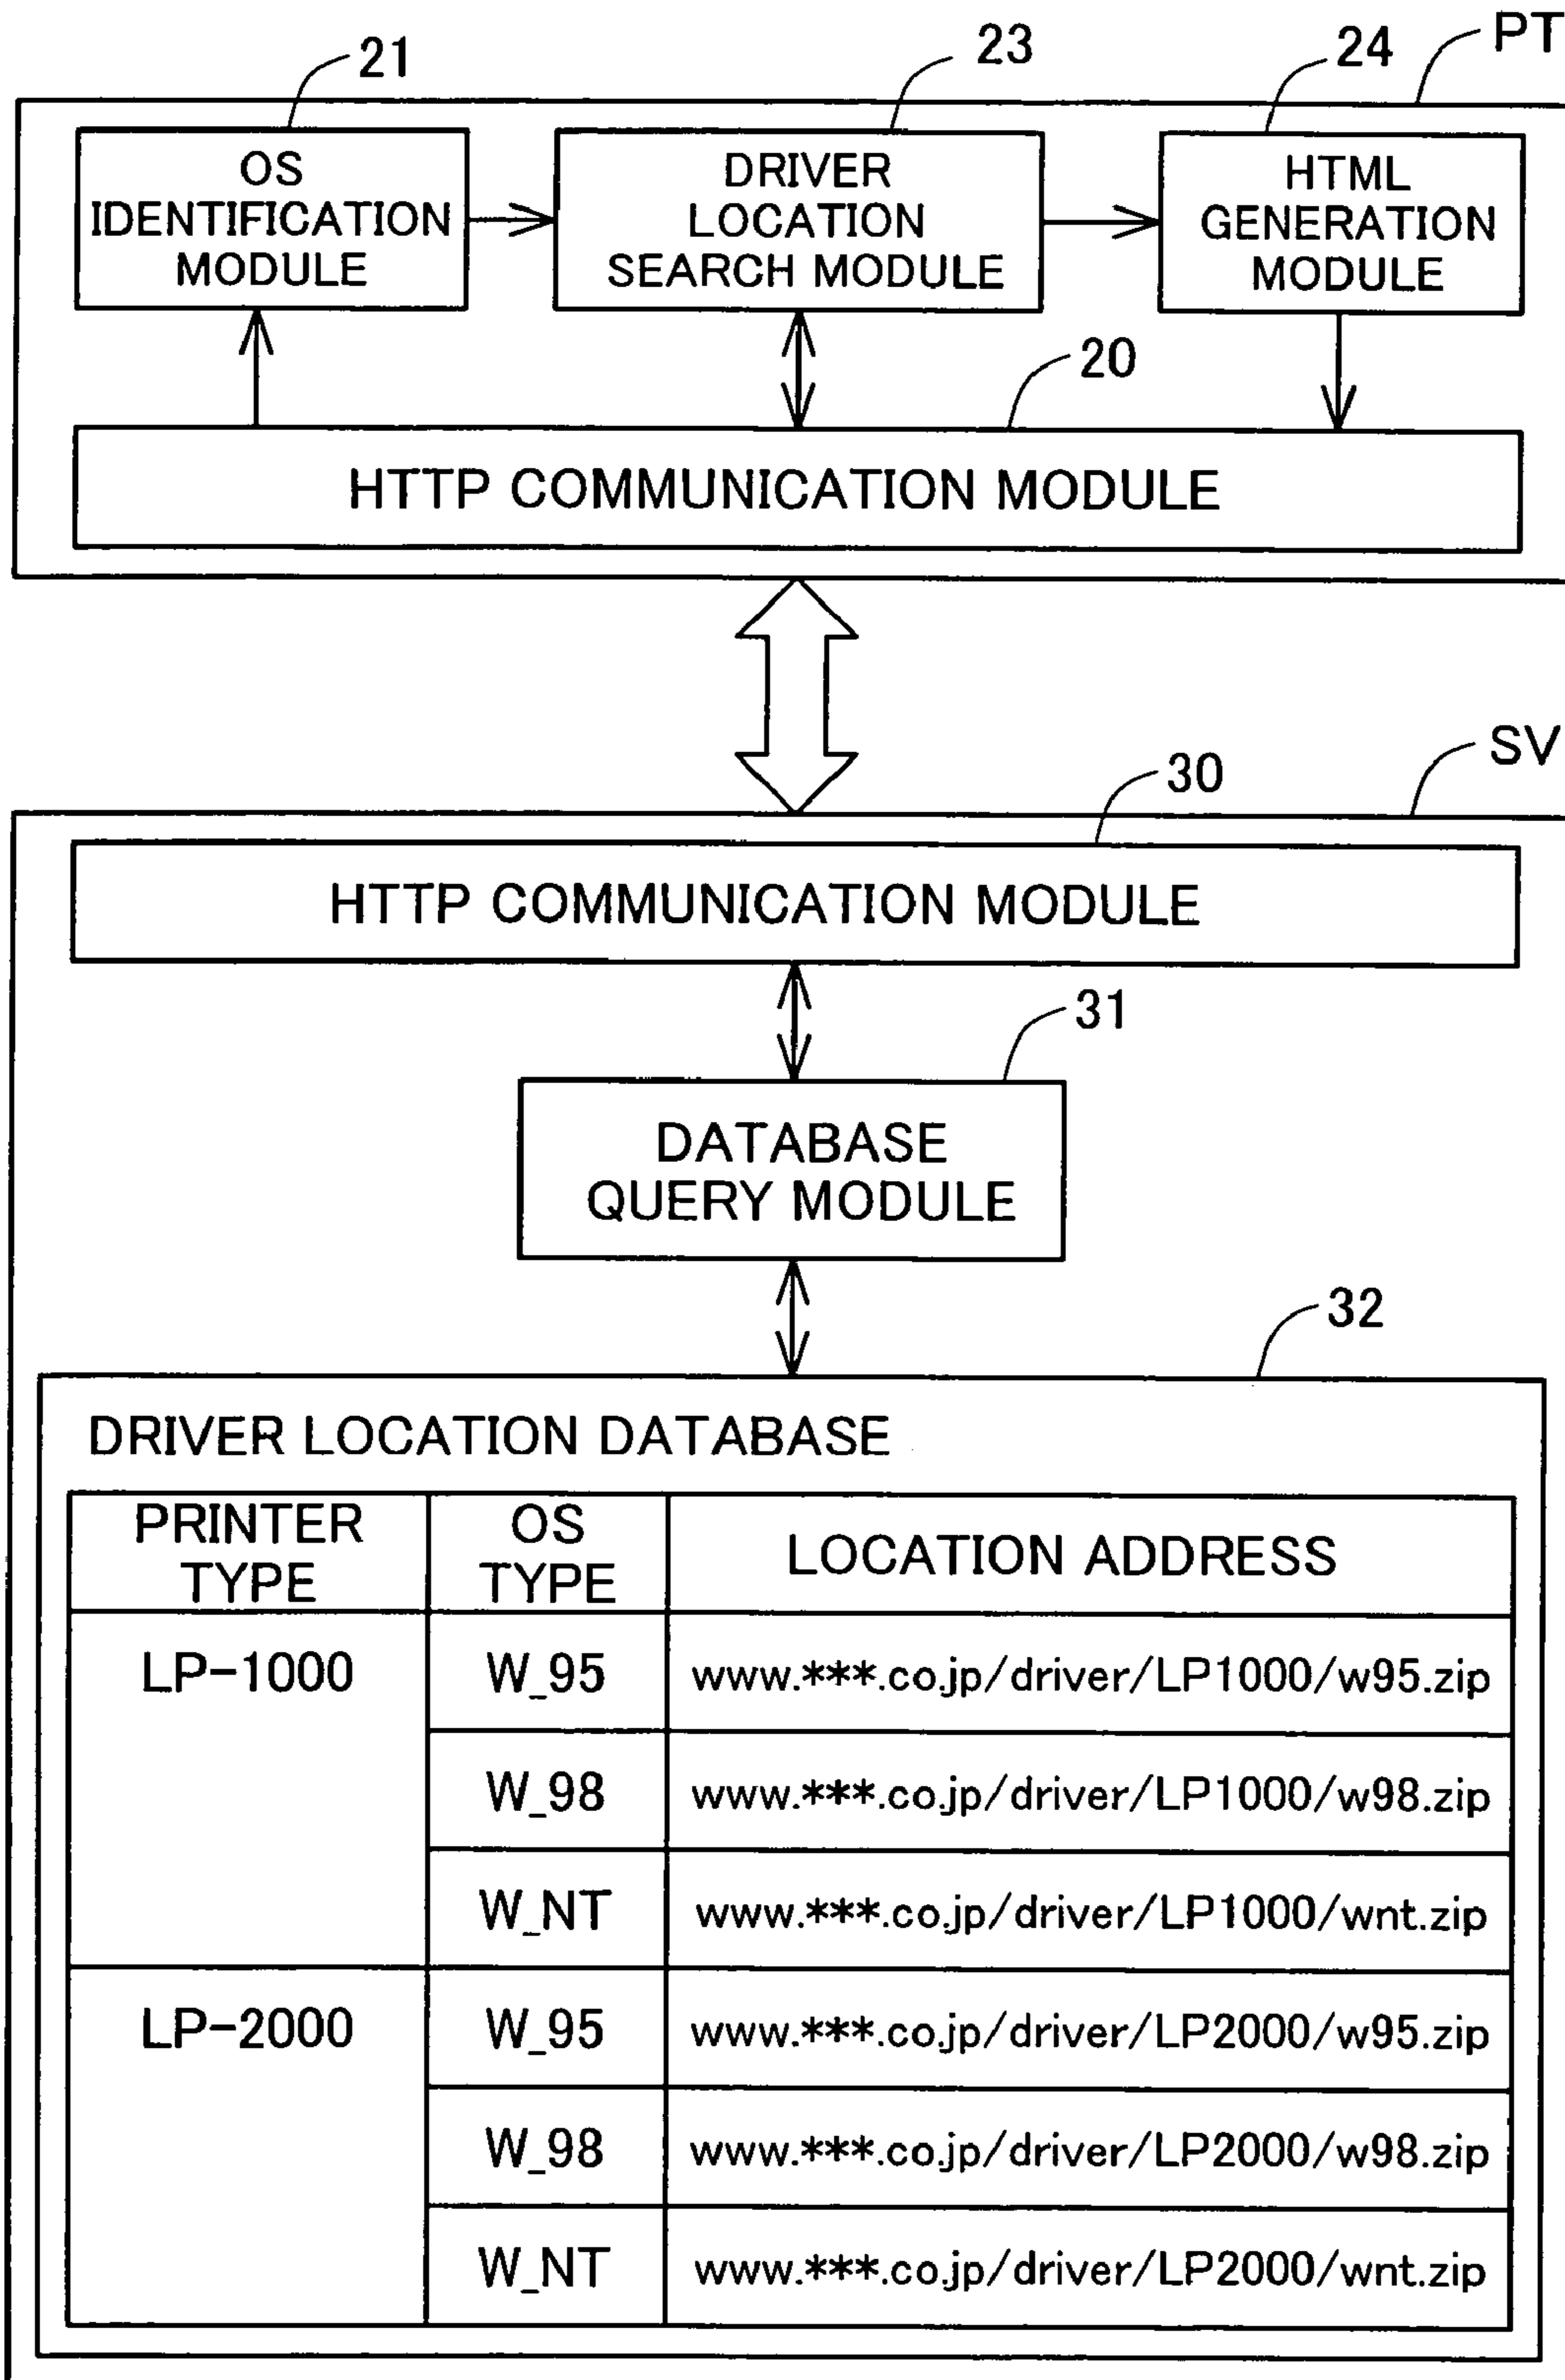 PT
21
23
24
OS
IDENTIFICATION
MODULE
DRIVER
LOCATION
SEARCH MODULE
HTML
GENERATION
MODULE
20
HTTP COMMUNICATION MODULE
SV
30
HTTP COMMUNICATION MODULE
31
DATABASE
QUERY MODULE
32
DRIVER LOCATION DATABASE
PRINTER
TYPE
OS
TYPE
LOCATION ADDRESS
LP-1000
W_95
www.***.co.jp/driver/LP1000/w95.zip
W_98
www.***.co.jp/driver/LP1000/w98.zip
W_NT
www.***.co.jp/driver/LP1000/wnt.zip
LP-2000
W_95
www.***.co.jp/driver/LP2000/w95.zip
W_98
www.***.co.jp/driver/LP2000/w98.zip
W_NT
www.***.co.jp/driver/LP2000/wnt.zip